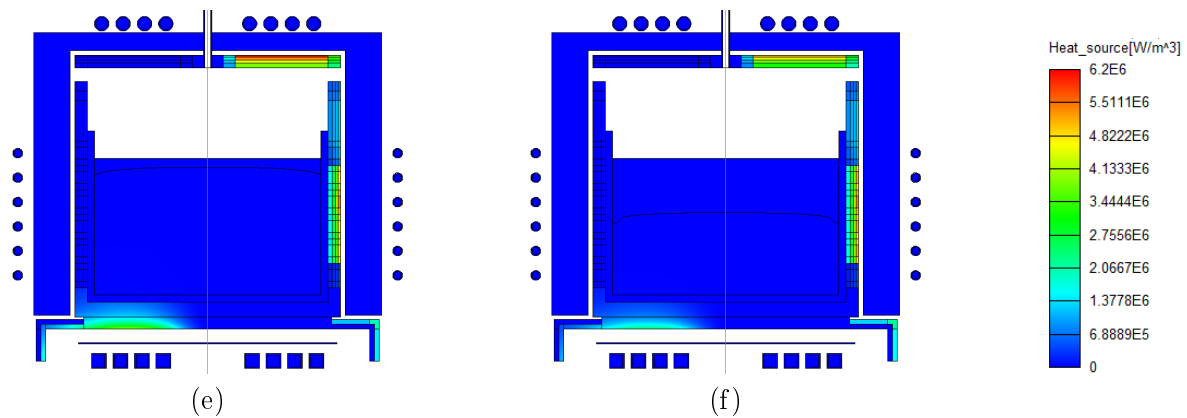 Heat_source[W/m^3]
6.2E6
5.5111E6
4.8222E6
4.1333E6
3.4444E6
2.7556E6
2.0667E6
1.3778E6
6.8889E5
0
(e)
(f)